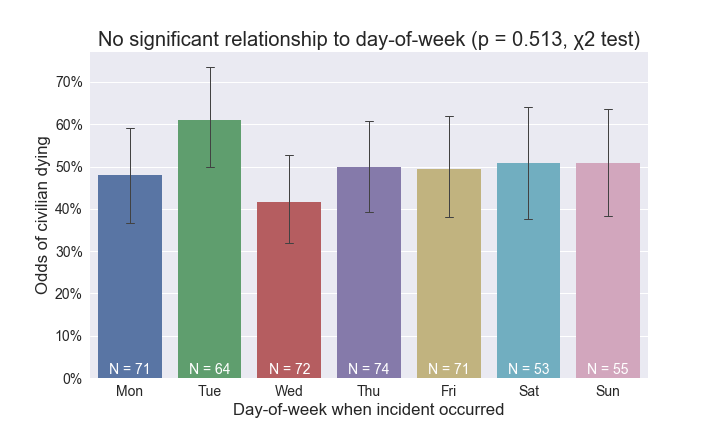 No significant relationship to day-of-week (p = 0.513, χ2 test)
70%
60%
50%
40%
30%
20%
10%
0%
Odds of civilian dying
N = 71
N = 64
N = 72
N = 74
N = 71
N = 53
N = 55
Mon
Tue
Wed
Thu
Fri
Sat
Sun
Day-of-week when incident occurred